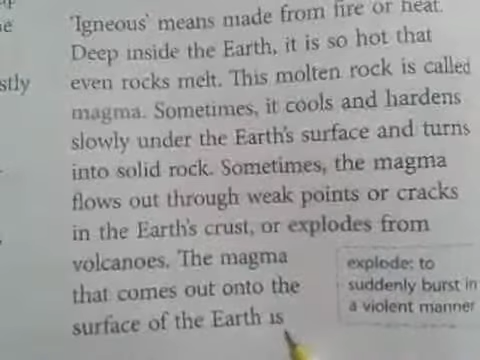 'Igneous' means made from fire or heat.
Deep inside the Earth, it is so hot that
even rocks melt. This molten rock is called
magma. Sometimes, it cools and hardens
slowly under the Earth's surface and turns
into solid rock. Sometimes, the magma
flows out through weak points or cracks
in the Earth's crust, or explodes from
volcanoes. The magma
that comes out onto the
surface of the Earth is
explode: to
suddenly burst in
a violent manner